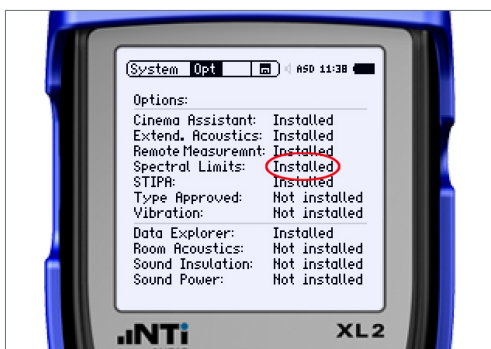 System Opt ASD 11:38
Options:
Cinema Assistant: Installed
Extend. Acoustics: Installed
Remote Measuremnt: Installed
Spectral Limits: Installed
STIPA: Installed
Type Approved: Not installed
Vibration: Not installed
Data Explorer: Installed
Room Acoustics: Not installed
Sound Insulation: Not installed
Sound Power: Not installed
NTi XL2
AUDIO